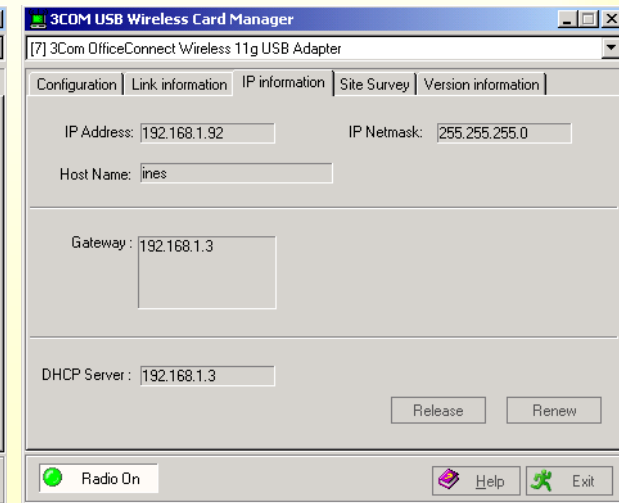 3COM USB Wireless Card Manager
[7] 3Com OfficeConnect Wireless 11g USB Adapter
Configuration Link information IP information Site Survey Version information
IP Address: 192.168.1.92 IP Netmask: 255.255.255.0
Host Name: ines
Gateway : 192.168.1.3
DHCP Server : 192.168.1.3
Release Renew
Radio On Help Exit